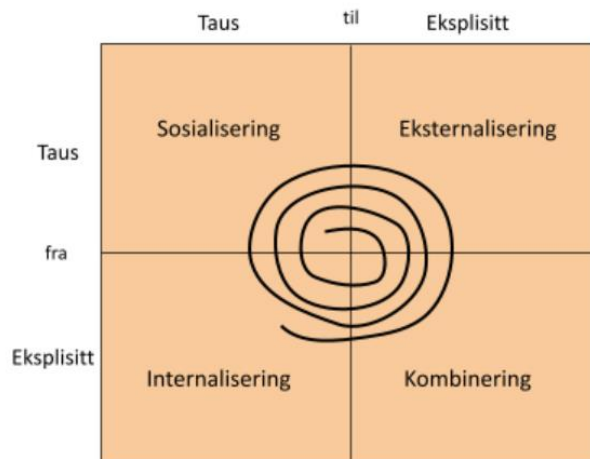 Taus til Eksplisitt
Sosialisering Eksternalisering
Taus
fra
Eksplisitt
Internalisering Kombinering